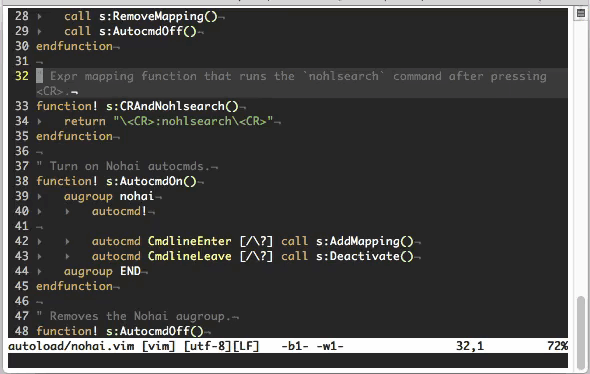 28 ▸   call s:RemoveMapping()¬
29 ▸   call s:AutocmdOff()¬
30 endfunction¬
31 ¬
32   Expr mapping function that runs the `nohlsearch` command after pressing
<CR>.¬
33 function! s:CRAndNohlsearch()¬
34 ▸   return "\<CR>:nohlsearch\<CR>"¬
35 endfunction¬
36 ¬
37 " Turn on Nohai autocmds.¬
38 function! s:AutocmdOn()¬
39 ▸   augroup nohai¬
40 ▸   ▸   autocmd!¬
41 ¬
42 ▸   ▸   autocmd CmdlineEnter [/\?] call s:AddMapping()¬
43 ▸   ▸   autocmd CmdlineLeave [/\?] call s:Deactivate()¬
44 ▸   augroup END¬
45 endfunction¬
46 ¬
47 " Removes the Nohai augroup.¬
48 function! s:AutocmdOff()¬
autoload/nohai.vim [vim] [utf-8][LF]   -b1- -w1-   32,1   72%